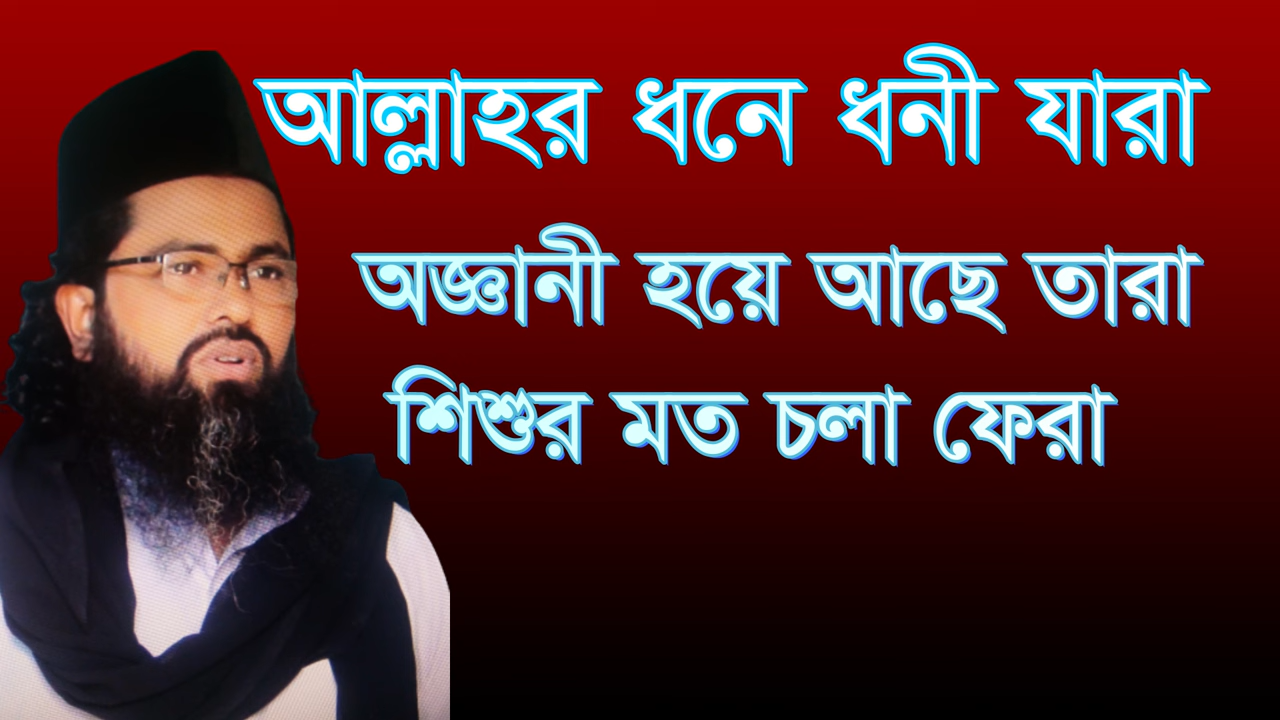 আল্লাহর ধনে ধনী যারা
অজ্ঞানী হয়ে আছে তারা
শিশুর মত চলা ফেরা